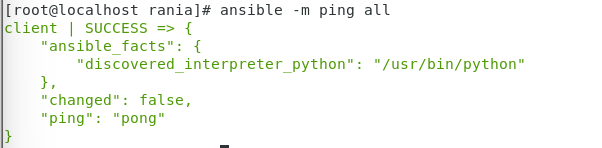 [root@localhost rania]# ansible -m ping all
client | SUCCESS => {
    "ansible_facts": {
        "discovered_interpreter_python": "/usr/bin/python"
    },
    "changed": false,
    "ping": "pong"
}